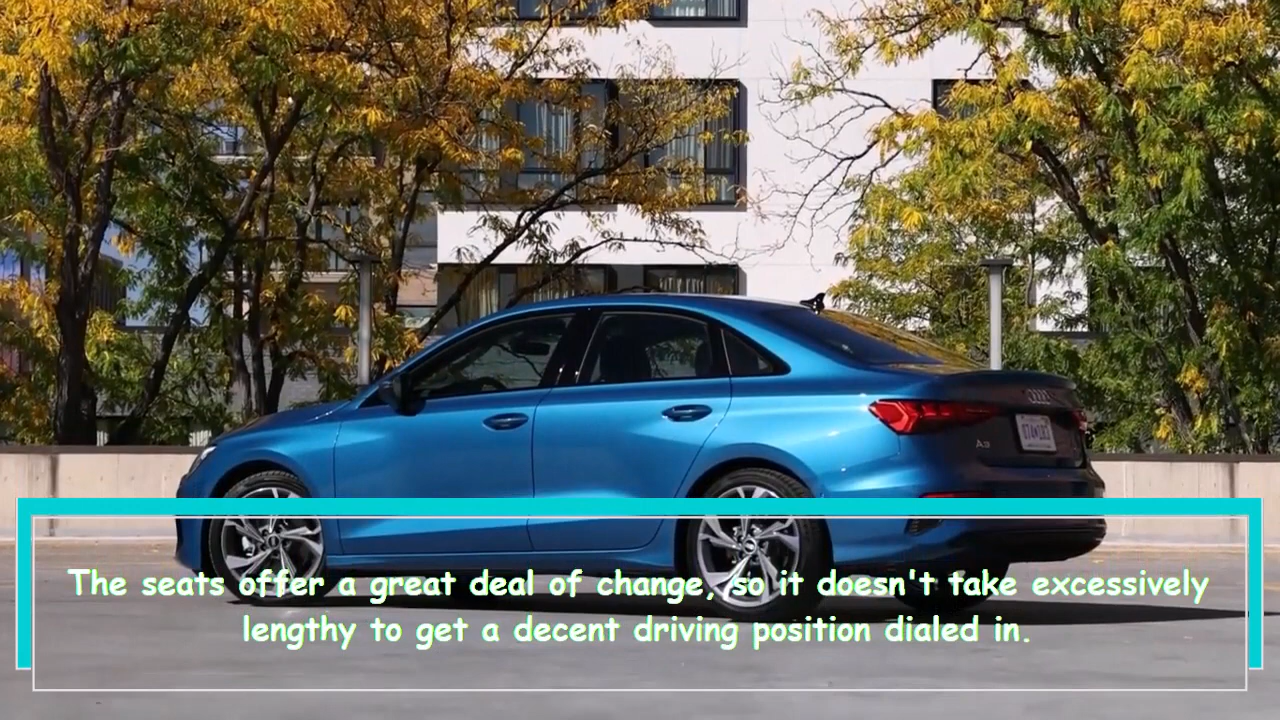 A3
The seats offer a great deal of change, so it doesn't take excessively
lengthy to get a decent driving position dialed in.